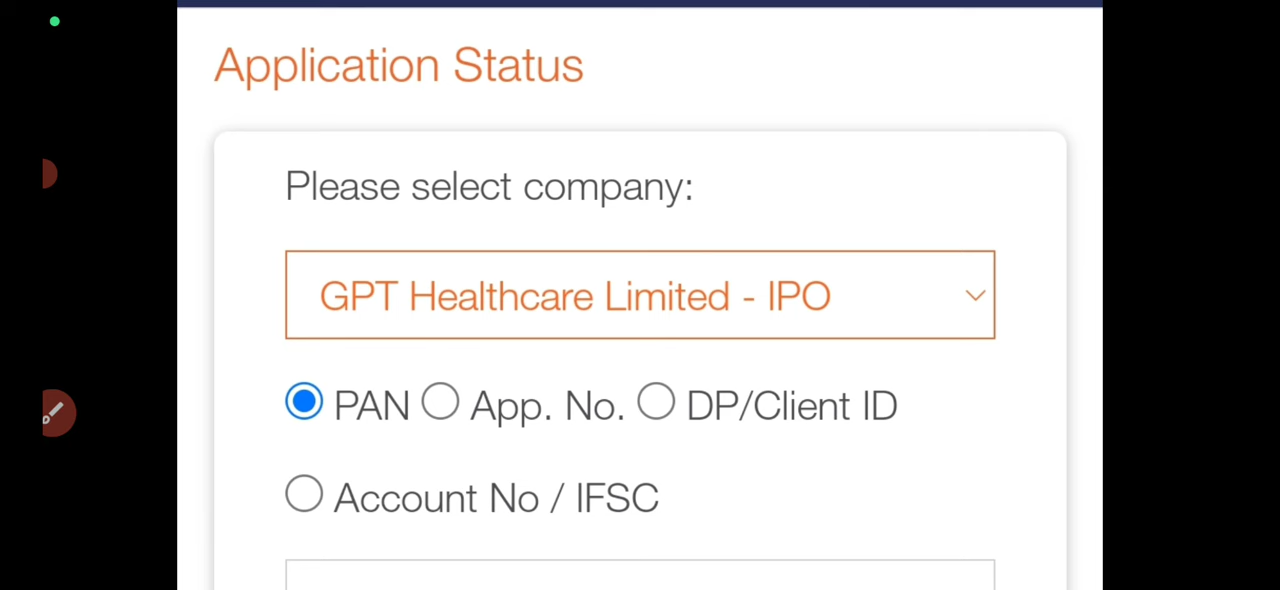 Application Status
Please select company:
GPT Healthcare Limited - IPO
PAN App. No. DP/Client ID
Account No / IFSC